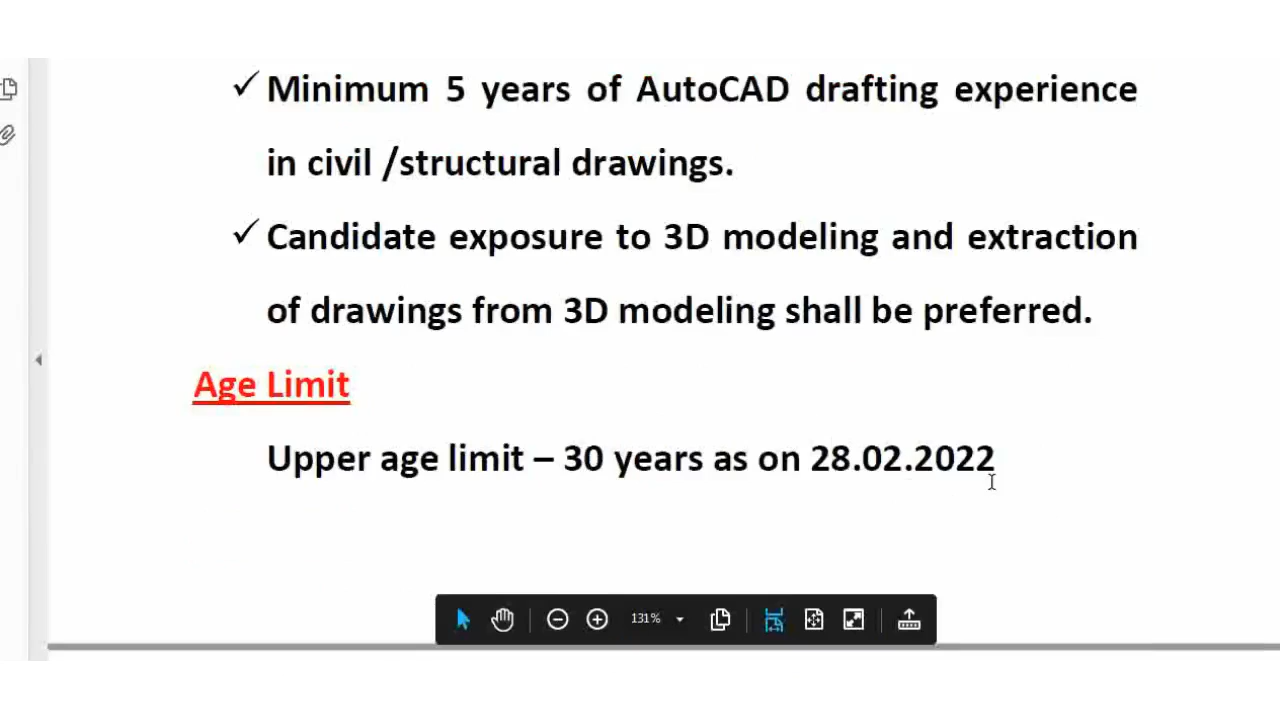 ✓ Minimum 5 years of AutoCAD drafting experience
in civil /structural drawings.
✓ Candidate exposure to 3D modeling and extraction
of drawings from 3D modeling shall be preferred.
Age Limit
Upper age limit – 30 years as on 28.02.2022
131%